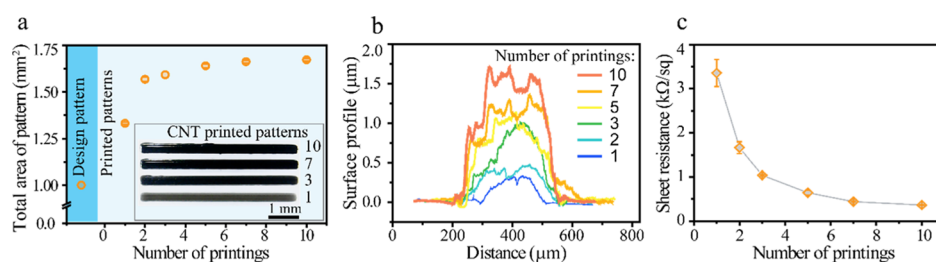 a
Total area of pattern (mm²)
1.75
1.50
1.25
1.00
0.0
Design pattern
Printed patterns
CNT printed patterns
10
7
3
1
1 mm
0 2 4 6 8 10
Number of printings
b
Surface profile (μm)
2.0
1.5
1.0
0.5
0.0
Number of printings:
10
7
5
3
2
1
0 200 400 600 800
Distance (μm)
c
Sheet resistance (kΩ/sq)
4
3
2
1
0
0 2 4 6 8 10
Number of printings